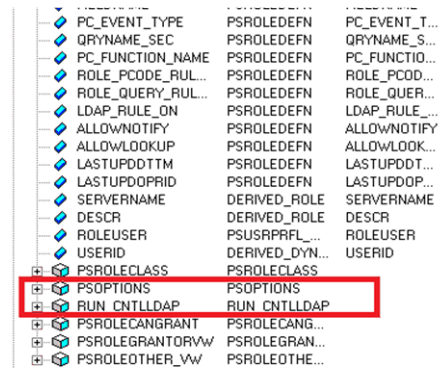 PC_EVENT_TYPE PSROLEDEFN PC_EVENT_T...
QRYNAME_SEC PSROLEDEFN QRYNAME_S...
PC_FUNCTION_NAME PSROLEDEFN PC_FUNCTIO...
ROLE_PCODE_RUL... PSROLEDEFN ROLE_PCOD...
ROLE_QUERY_RUL... PSROLEDEFN ROLE_QUER...
LDAP_RULE_ON PSROLEDEFN LDAP_RULE_...
ALLOWNOTIFY PSROLEDEFN ALLOWNOTIFY
ALLOWLOOKUP PSROLEDEFN ALLOWLOOK...
LASTUPDDTTM PSROLEDEFN LASTUPDDT...
LASTUPDOPRID PSROLEDEFN LASTUPDOP...
SERVERNAME DERIVED_ROLE SERVERNAME
DESCR DERIVED_ROLE DESCR
ROLEUSER PSUSRPRFL_... ROLEUSER
USERID DERIVED_DYN... USERID
PSROLECLASS PSROLECLASS
PSOPTIONS PSOPTIONS
RUN_CNTLLDAP RUN_CNTLLDAP
PSROLECANGRANT PSROLECANG...
PSROLEGRANTORVW PSROLEGRAN...
PSROLEOTHER_VW PSROLEOTHE...